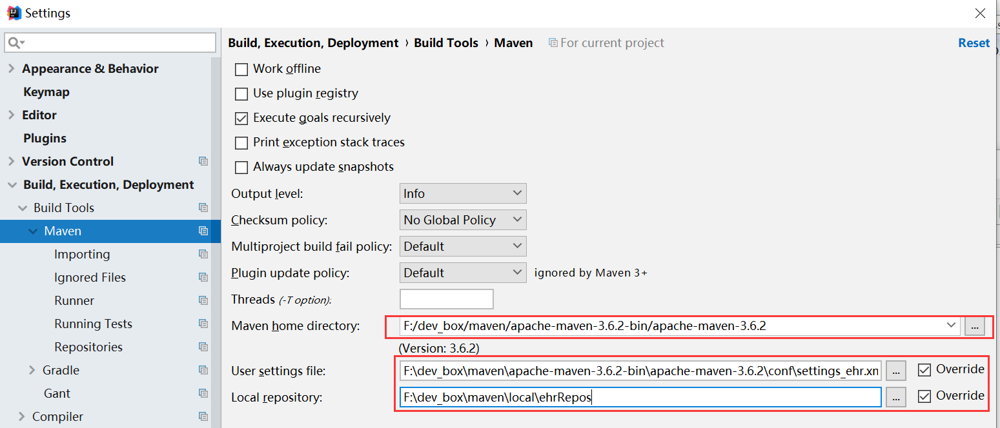 Settings
Build, Execution, Deployment › Build Tools › Maven For current project Reset
Appearance & Behavior
Keymap
Editor
Plugins
Version Control
Build, Execution, Deployment
Build Tools
Maven
Importing
Ignored Files
Runner
Running Tests
Repositories
Gradle
Gant
Compiler
Work offline
Use plugin registry
Execute goals recursively
Print exception stack traces
Always update snapshots
Output level: Info
Checksum policy: No Global Policy
Multiproject build fail policy: Default
Plugin update policy: Default ignored by Maven 3+
Threads (-T option):
Maven home directory: F:/dev_box/maven/apache-maven-3.6.2-bin/apache-maven-3.6.2 ...
(Version: 3.6.2)
User settings file: F:\dev_box\maven\apache-maven-3.6.2-bin\apache-maven-3.6.2\conf\settings_ehr.xn ... Override
Local repository: F:\dev_box\maven\local\ehrRepos ... Override